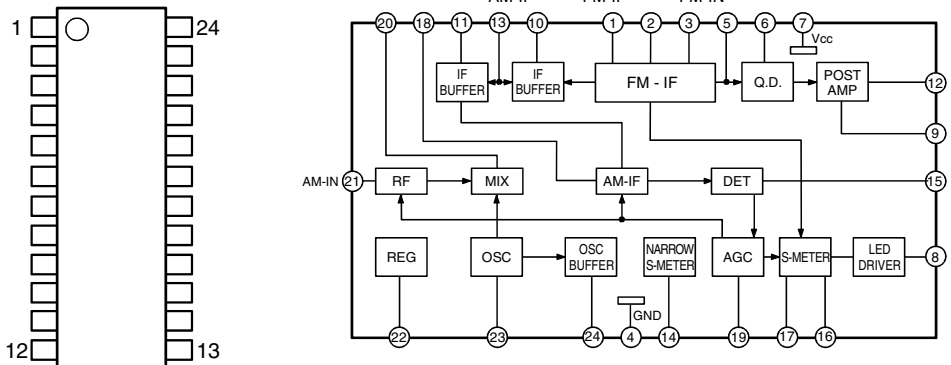 1
24
12
13
20 18 11 13 10 1 2 3 5 6 7
Vcc
IF BUFFER
IF BUFFER
FM - IF
Q.D.
POST AMP
12
9
AM-IN 21
RF
MIX
AM-IF
DET
15
REG
OSC
OSC BUFFER
NARROW S-METER
AGC
S-METER
LED DRIVER
8
GND
22 23 24 4 14 19 17 16